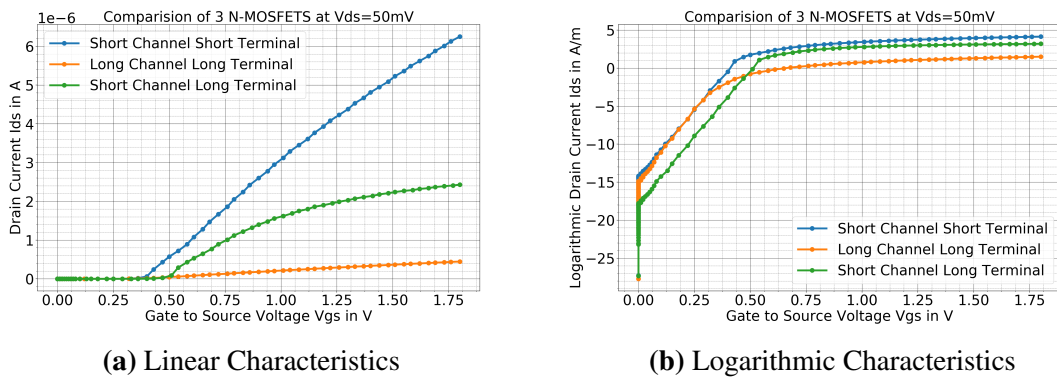 Comparision of 3 N-MOSFETS at Vds=50mV
1e−6
6
5
4
3
2
1
0
0.00 0.25 0.50 0.75 1.00 1.25 1.50 1.75
Drain Current Ids in A
Gate to Source Voltage Vgs in V
Short Channel Short Terminal
Long Channel Long Terminal
Short Channel Long Terminal
(a) Linear Characteristics
Comparision of 3 N-MOSFETS at Vds=50mV
5
0
−5
−10
−15
−20
−25
0.00 0.25 0.50 0.75 1.00 1.25 1.50 1.75
Logarithmic Drain Current Ids in A/m
Gate to Source Voltage Vgs in V
Short Channel Short Terminal
Long Channel Long Terminal
Short Channel Long Terminal
(b) Logarithmic Characteristics